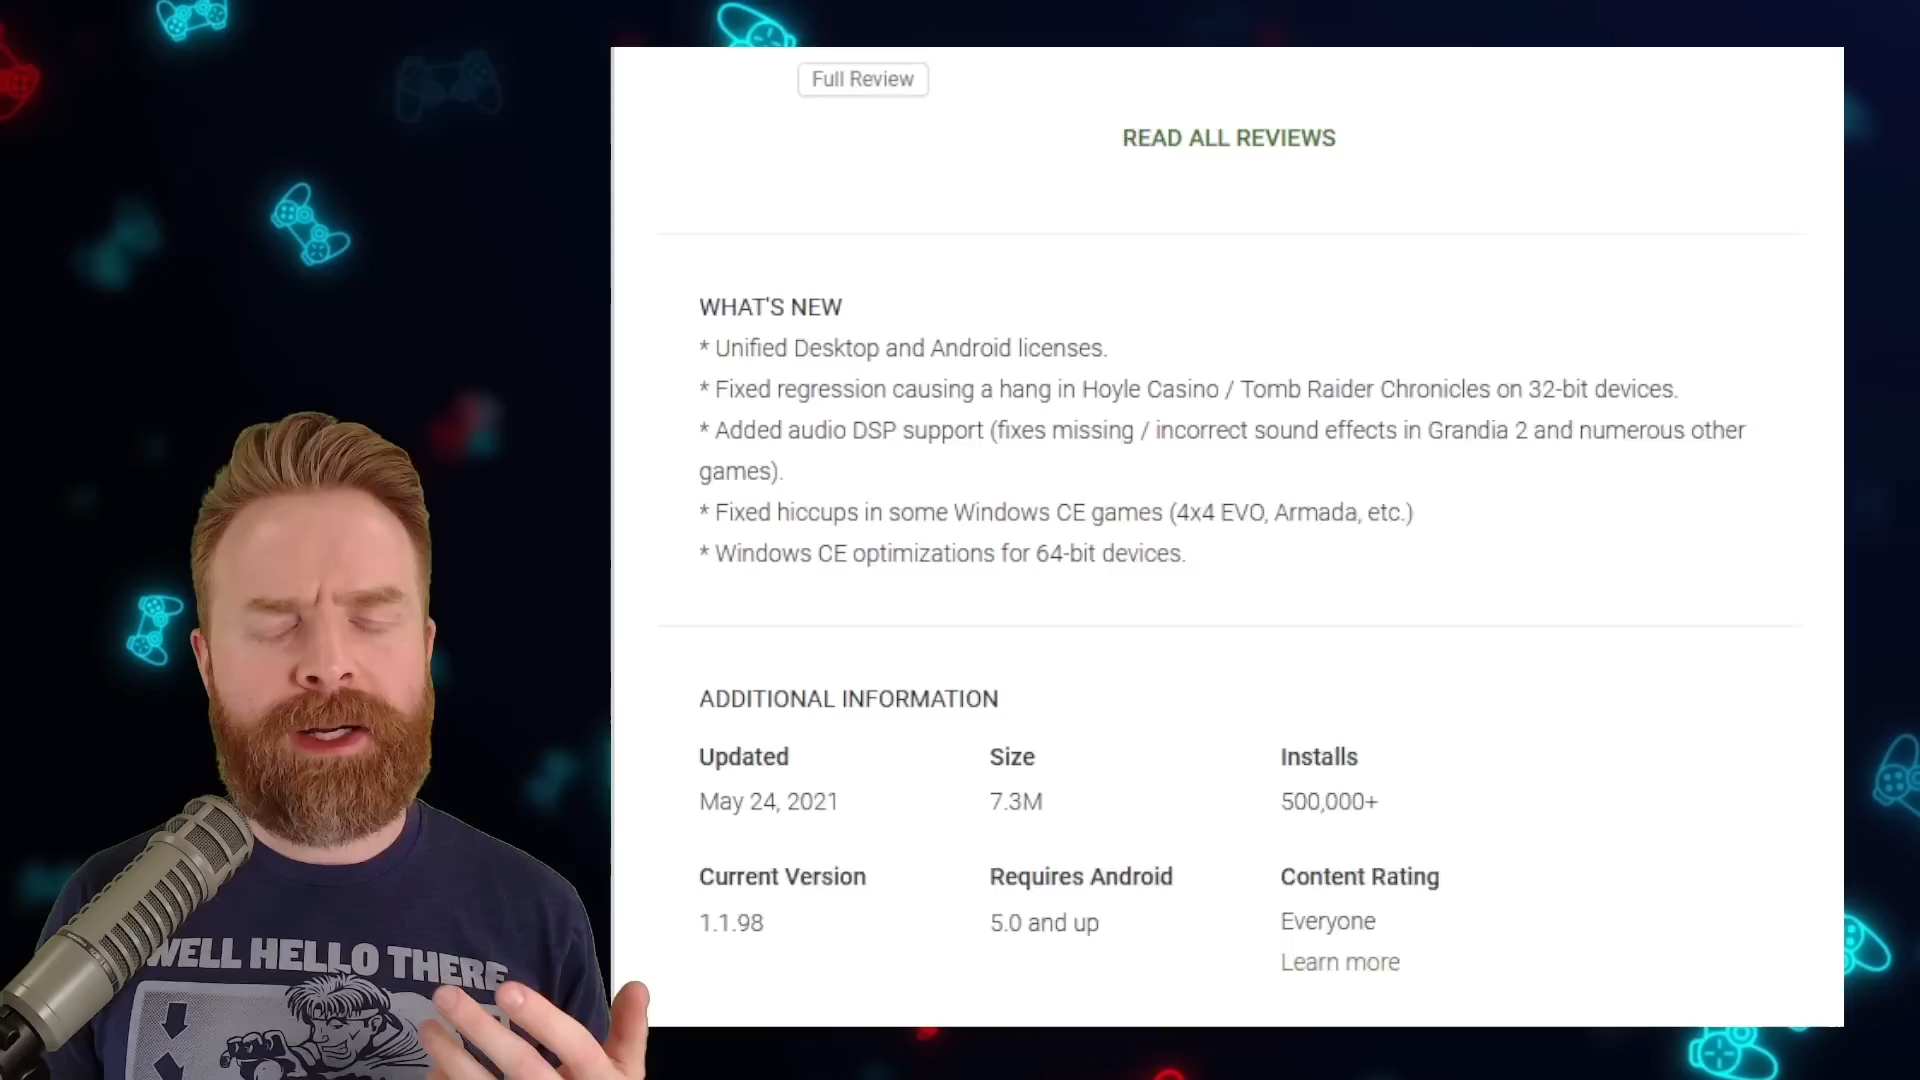 Full Review
READ ALL REVIEWS
WHAT'S NEW
* Unified Desktop and Android licenses.
* Fixed regression causing a hang in Hoyle Casino / Tomb Raider Chronicles on 32-bit devices.
* Added audio DSP support (fixes missing / incorrect sound effects in Grandia 2 and numerous other
games).
* Fixed hiccups in some Windows CE games (4x4 EVO, Armada, etc.)
* Windows CE optimizations for 64-bit devices.
ADDITIONAL INFORMATION
Updated Size Installs
May 24, 2021 7.3M 500,000+
Current Version Requires Android Content Rating
1.1.98 5.0 and up Everyone
Learn more
WELL HELLO THERE